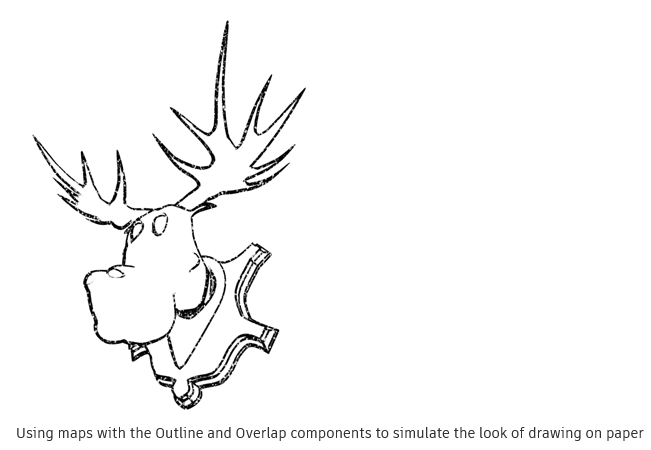 Using maps with the Outline and Overlap components to simulate the look of drawing on paper